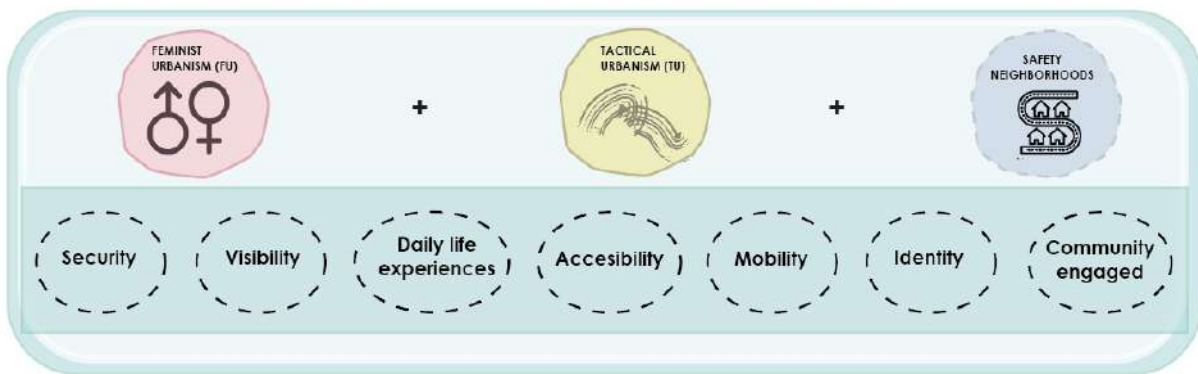 FEMINIST
URBANISM (FU)
+
TACTICAL
URBANISM (TU)
+
SAFETY
NEIGHBORHOODS
Security
Visibility
Daily life
experiences
Accesibility
Mobility
Identity
Community
engaged